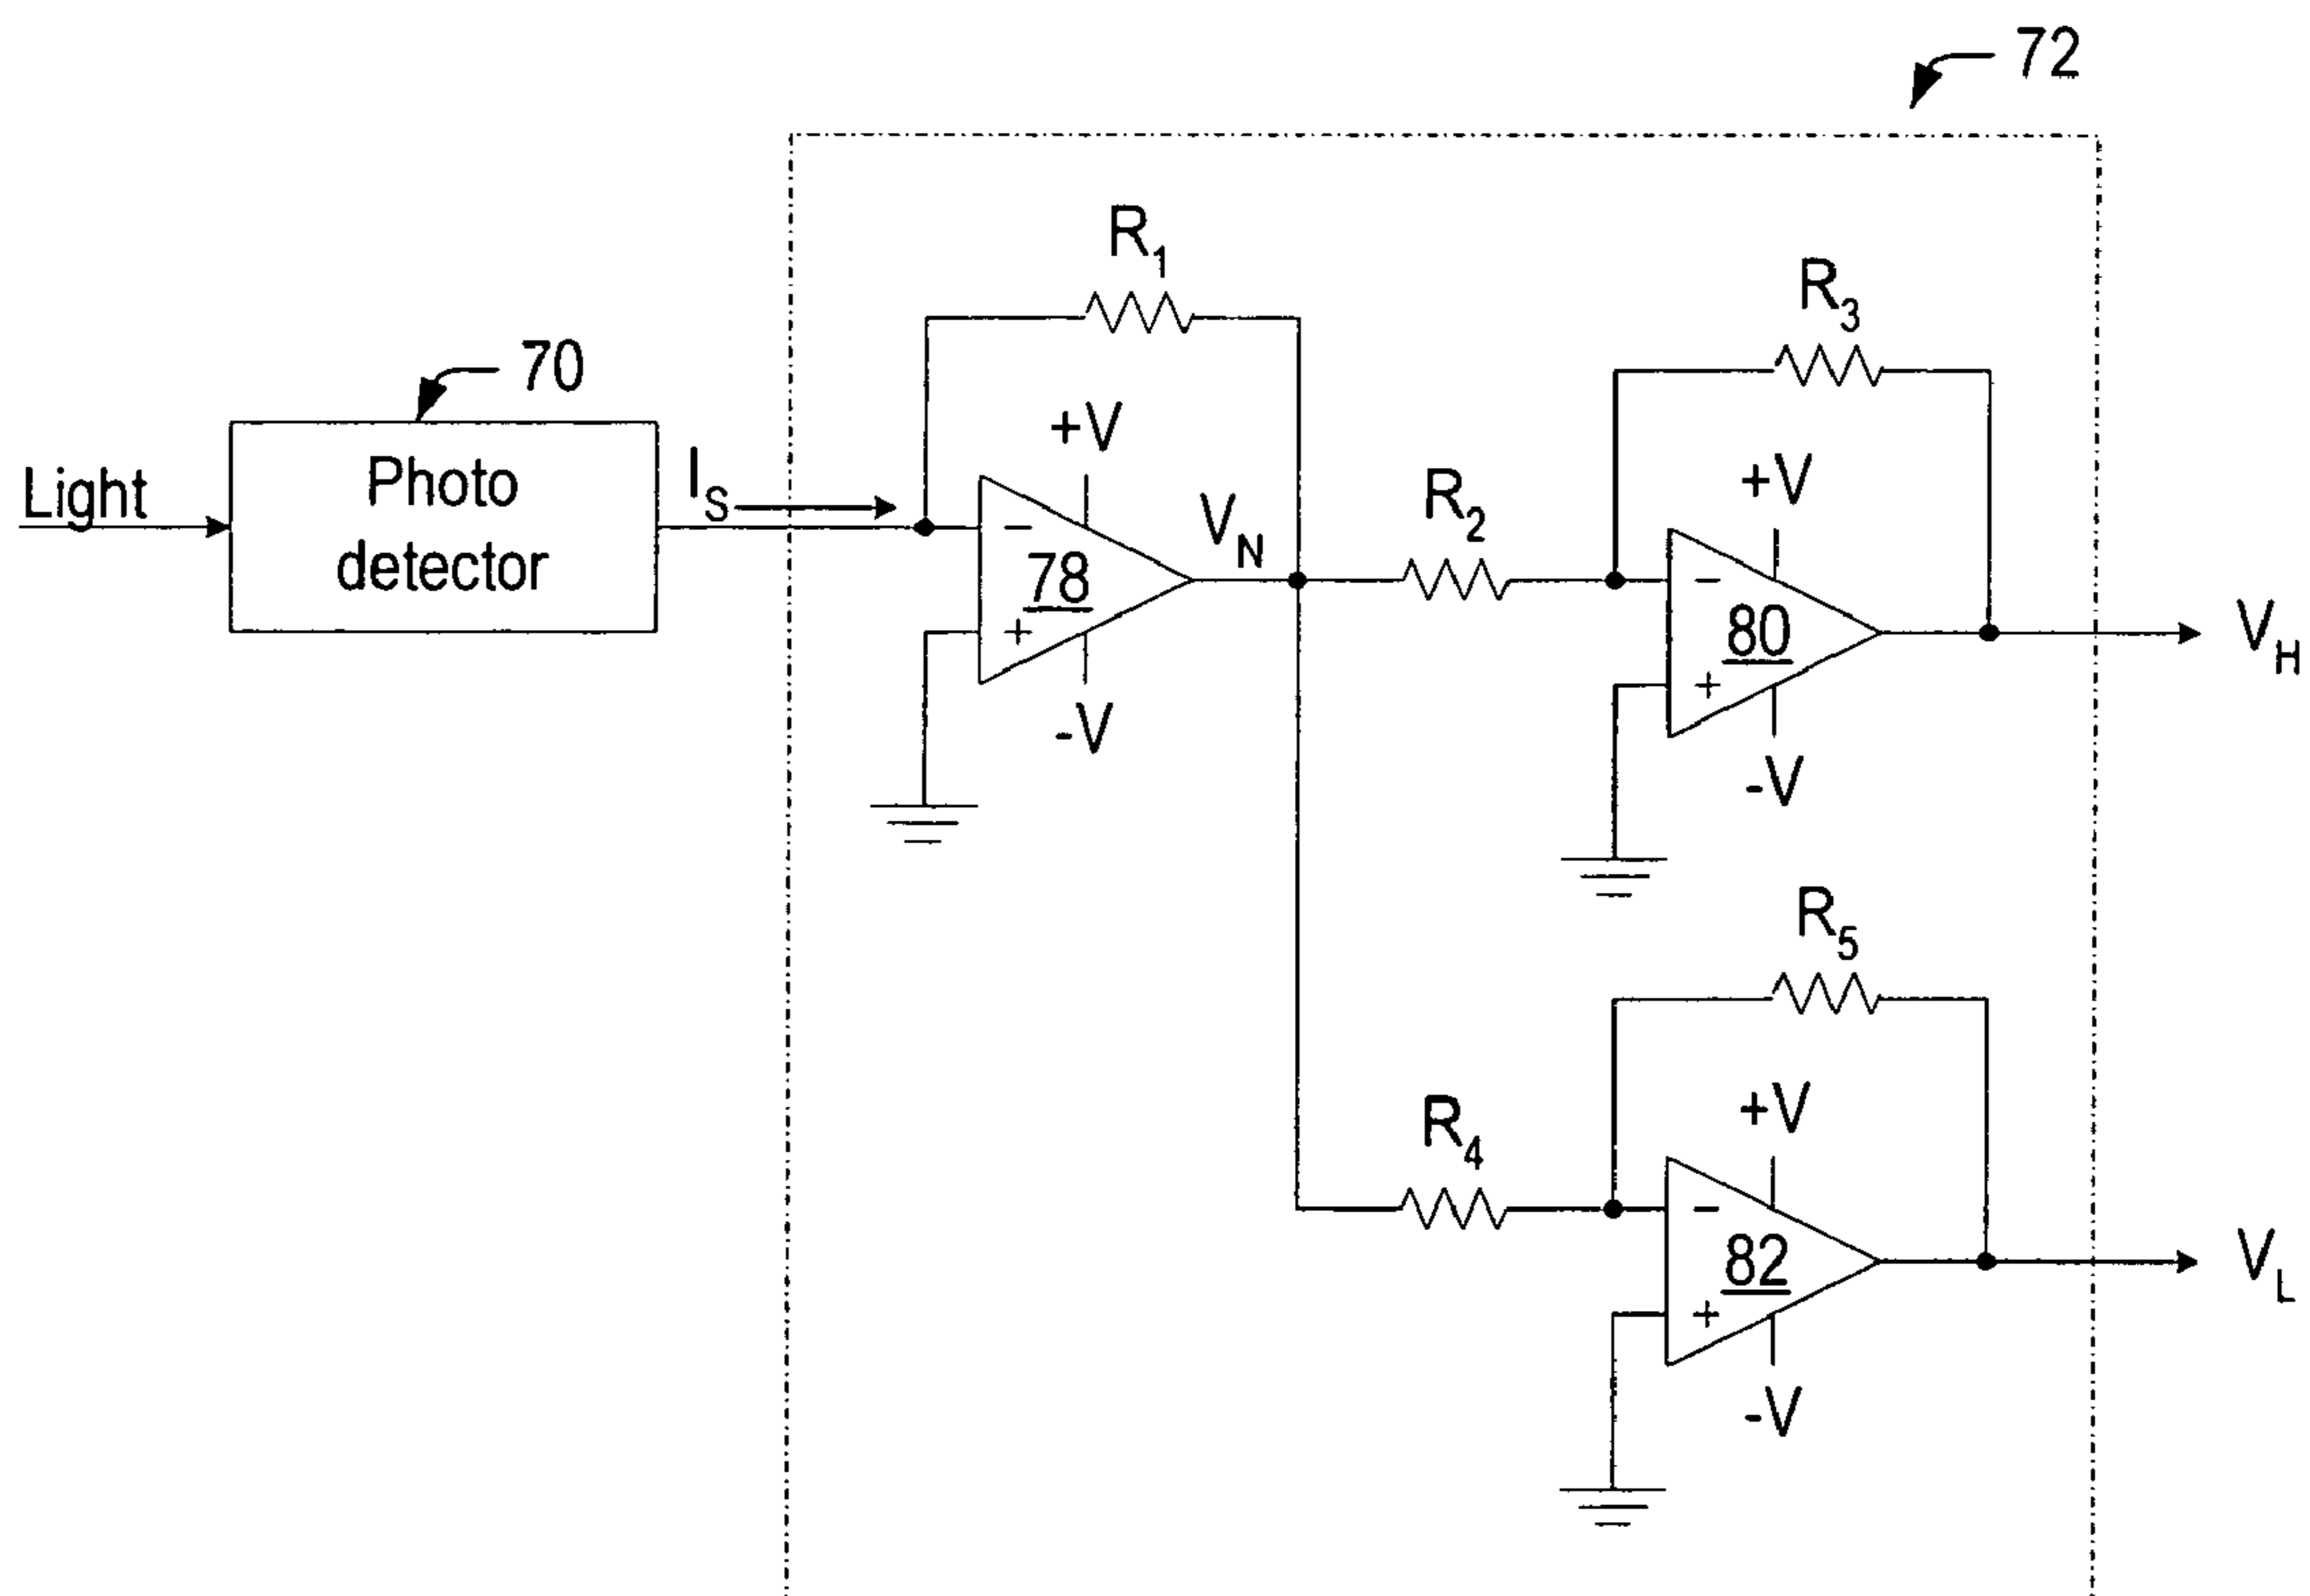 72
R1
R3
70
+V
Light
Photo
detector
IS
+V
R2
VN
-
78
+
-
80
+
VH
-V
-V
R5
+V
R4
-
82
+
VL
-V